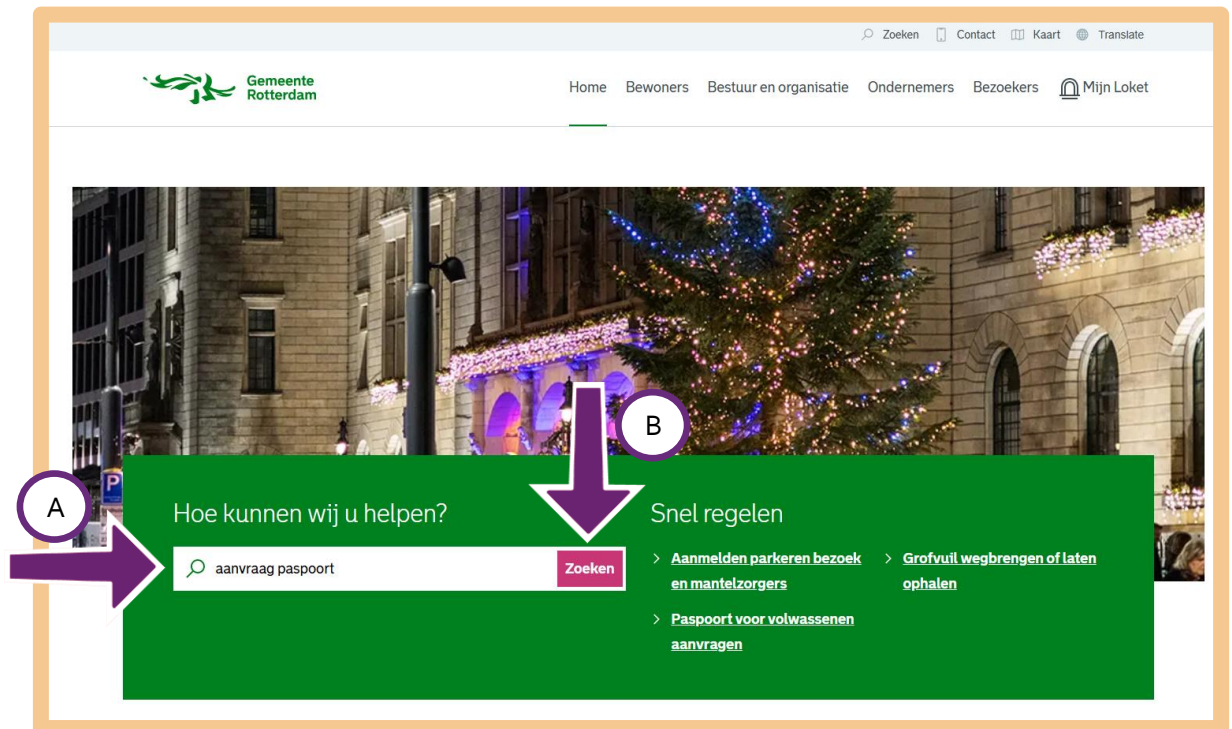 Zoeken Contact Kaart Translate
Gemeente
Rotterdam
Home Bewoners Bestuur en organisatie Ondernemers Bezoekers Mijn Loket
B
P
A
Hoe kunnen wij u helpen?
aanvraag paspoort Zoeken
Snel regelen
> Aanmelden parkeren bezoek
en mantelzorgers
> Paspoort voor volwassenen
aanvragen
> Grofvuil wegbrengen of laten
ophalen